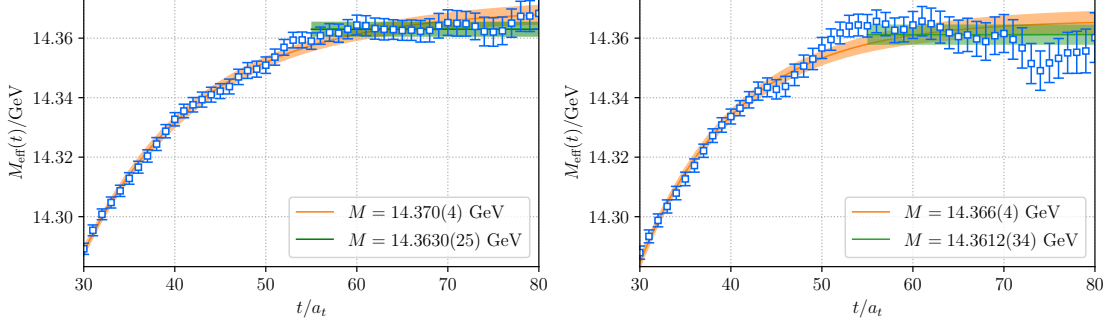 14.36
14.34
14.32
14.30
M_eff(t)/GeV
30 40 50 60 70 80
t/a_t
M = 14.370(4) GeV
M = 14.3630(25) GeV
14.36
14.34
14.32
14.30
M_eff(t)/GeV
30 40 50 60 70 80
t/a_t
M = 14.366(4) GeV
M = 14.3612(34) GeV